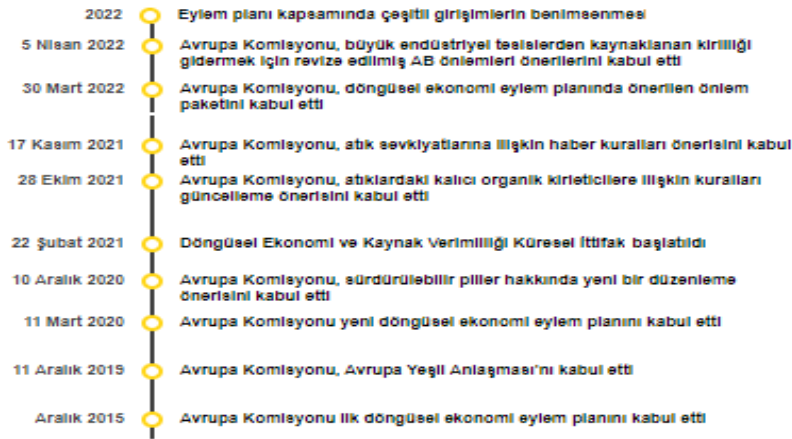 2022 Eylem planı kapsamında çeşitli girişimlerin benimsenmesi
5 Nisan 2022 Avrupa Komisyonu, büyük endüstriyel tesislerden kaynaklanan kirliliği
gidermek için revize edilmiş AB önlemleri önerilerini kabul etti
30 Mart 2022 Avrupa Komisyonu, döngüsel ekonomi eylem planında önerilen önlem
paketini kabul etti
17 Kasım 2021 Avrupa Komisyonu, atık sevkiyatlarına ilişkin haber kuralları önerisini kabul
etti
28 Ekim 2021 Avrupa Komisyonu, atıklardaki kalıcı organik kirleticilere ilişkin kuralları
güncelleme önerisini kabul etti
22 Şubat 2021 Döngüsel Ekonomi ve Kaynak Verimliliği Küresel İttifak başlatıldı
10 Aralık 2020 Avrupa Komisyonu, sürdürülebilir piller hakkında yeni bir düzenleme
önerisini kabul etti
11 Mart 2020 Avrupa Komisyonu yeni döngüsel ekonomi eylem planını kabul etti
11 Aralık 2019 Avrupa Komisyonu, Avrupa Yeşil Anlaşması'nı kabul etti
Aralık 2015 Avrupa Komisyonu ilk döngüsel ekonomi eylem planını kabul etti